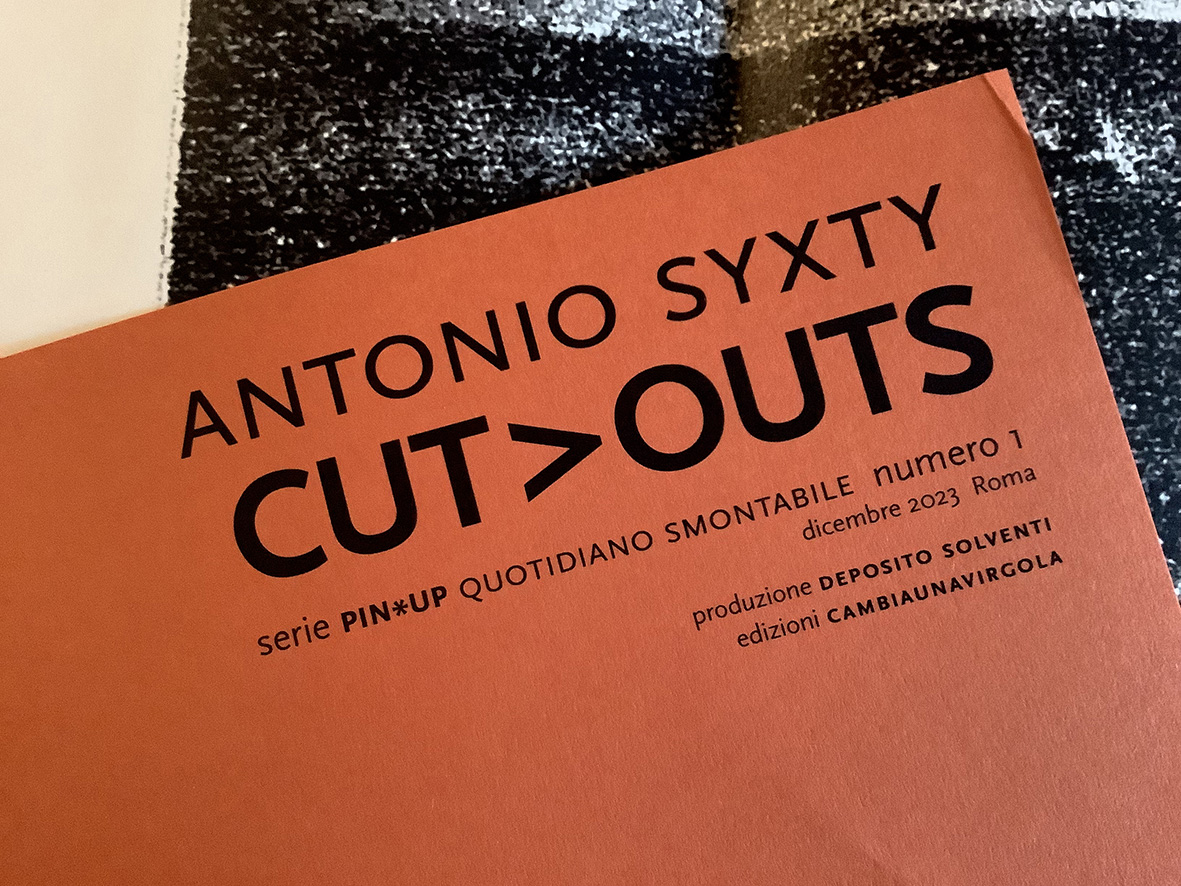 ANTONIO SYXTY
CUT>OUTS
serie PIN*UP QUOTIDIANO SMONTABILE numero 1
dicembre 2023 Roma
produzione DEPOSITO SOLVENTI
edizioni CAMBIAUNAVIRGOLA